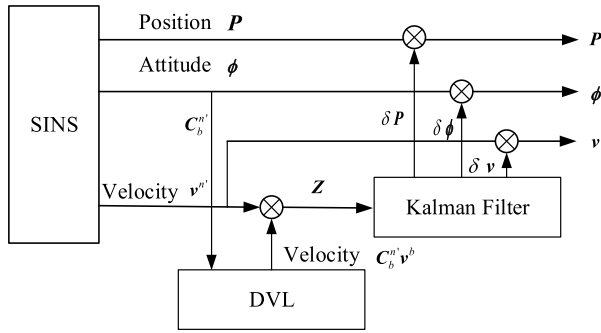 Position P
P
Attitude ϕ
ϕ
SINS
C_b^{n'}
δP
δϕ
v
δv
Velocity v^{n'}
Z
Kalman Filter
Velocity C_b^{n'} v^b
DVL